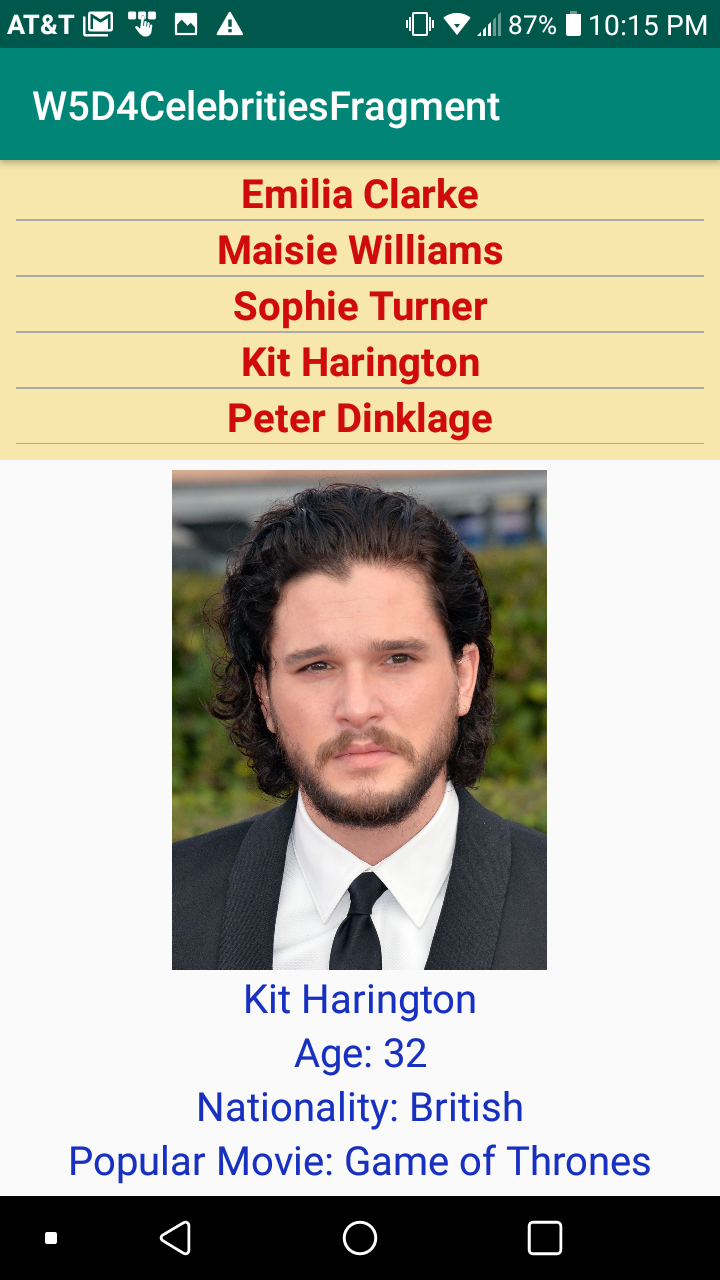 AT&T 87% 10:15 PM
W5D4CelebritiesFragment
Emilia Clarke
Maisie Williams
Sophie Turner
Kit Harington
Peter Dinklage
Kit Harington
Age: 32
Nationality: British
Popular Movie: Game of Thrones